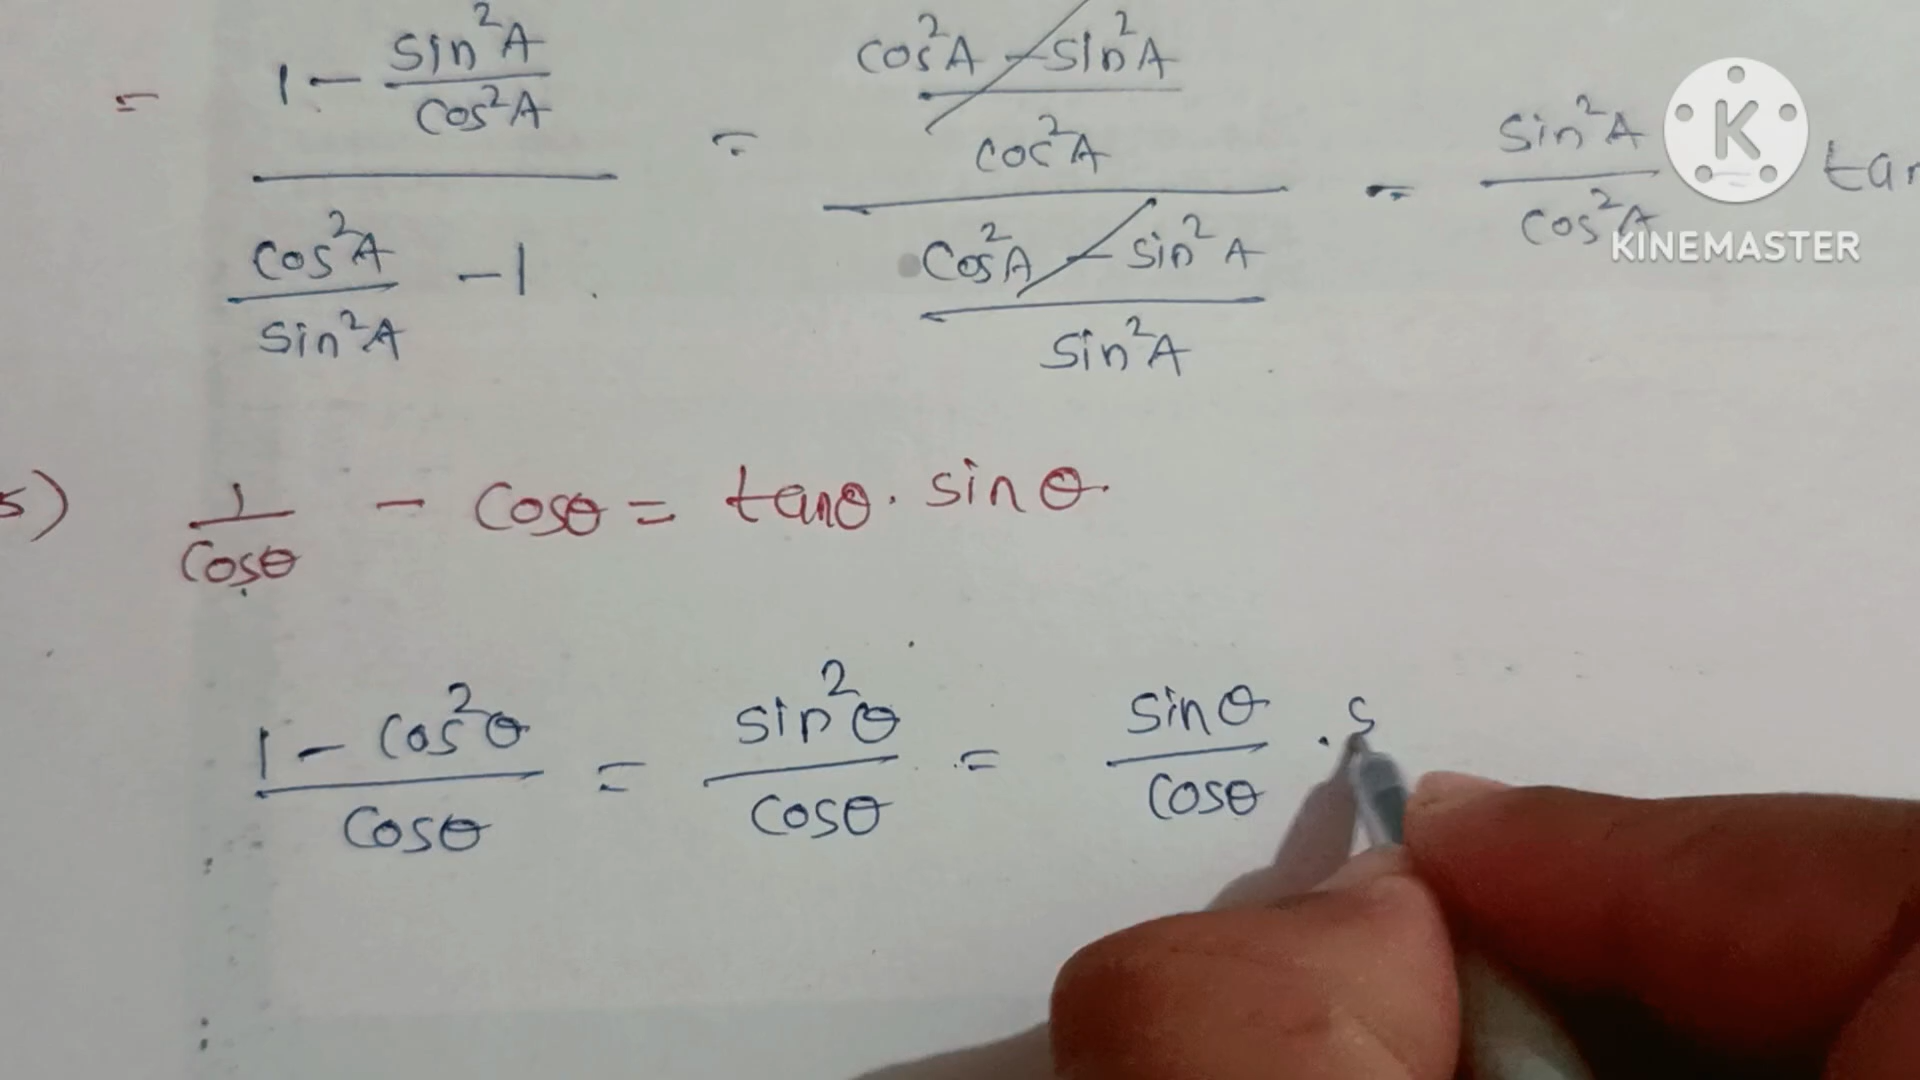 = (1 - sin²A/cos²A) / (cos²A/sin²A - 1) = ((cos²A - sin²A)/cos²A) / ((cos²A - sin²A)/sin²A) = sin²A/cos²A tan
KINEMASTER
5) 1/cosθ - cosθ = tanθ · sinθ.
(1 - cos²θ)/cosθ = sin²θ/cosθ = sinθ/cosθ · s